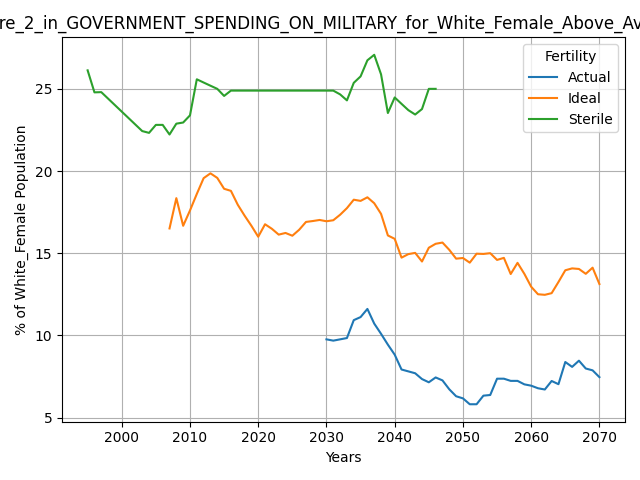 re_2_in_GOVERNMENT_SPENDING_ON_MILITARY_for_White_Female_Above_Av
Fertility
Actual
Ideal
Sterile
% of White_Female Population
25
20
15
10
5
2000 2010 2020 2030 2040 2050 2060 2070
Years